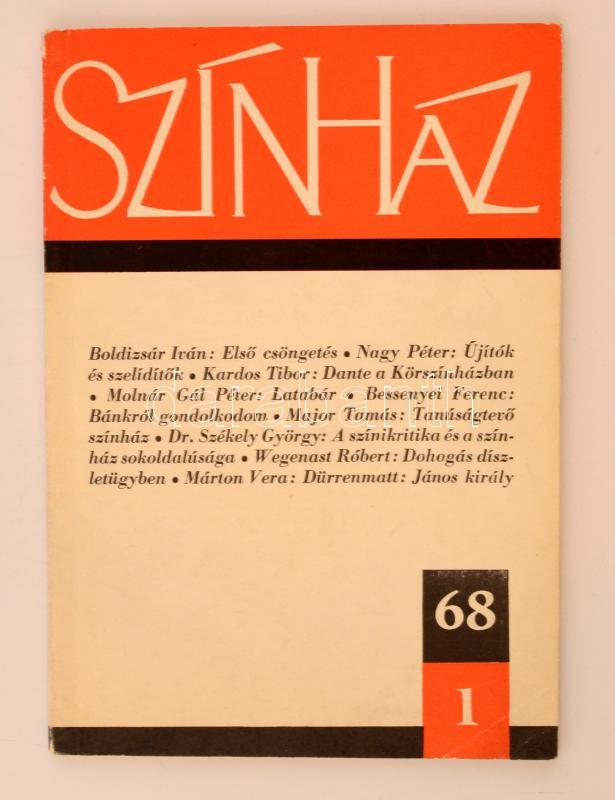 SZÍNHÁZ
Boldizsár Iván: Első csöngetés • Nagy Péter: Újítók
és szelídítők • Kardos Tibor: Dante a Körszínházban
• Molnár Gál Péter: Latabár • Bessenyei Ferenc:
Bánkról gondolkodom • Major Tamás: Tanúságtevő
színház • Dr. Székely György: A színikritika és a szín-
ház sokoldalúsága • Wegenast Róbert: Dohogás dísz-
letügyben • Márton Vera: Dürrenmatt: János király
darabanth
68
1